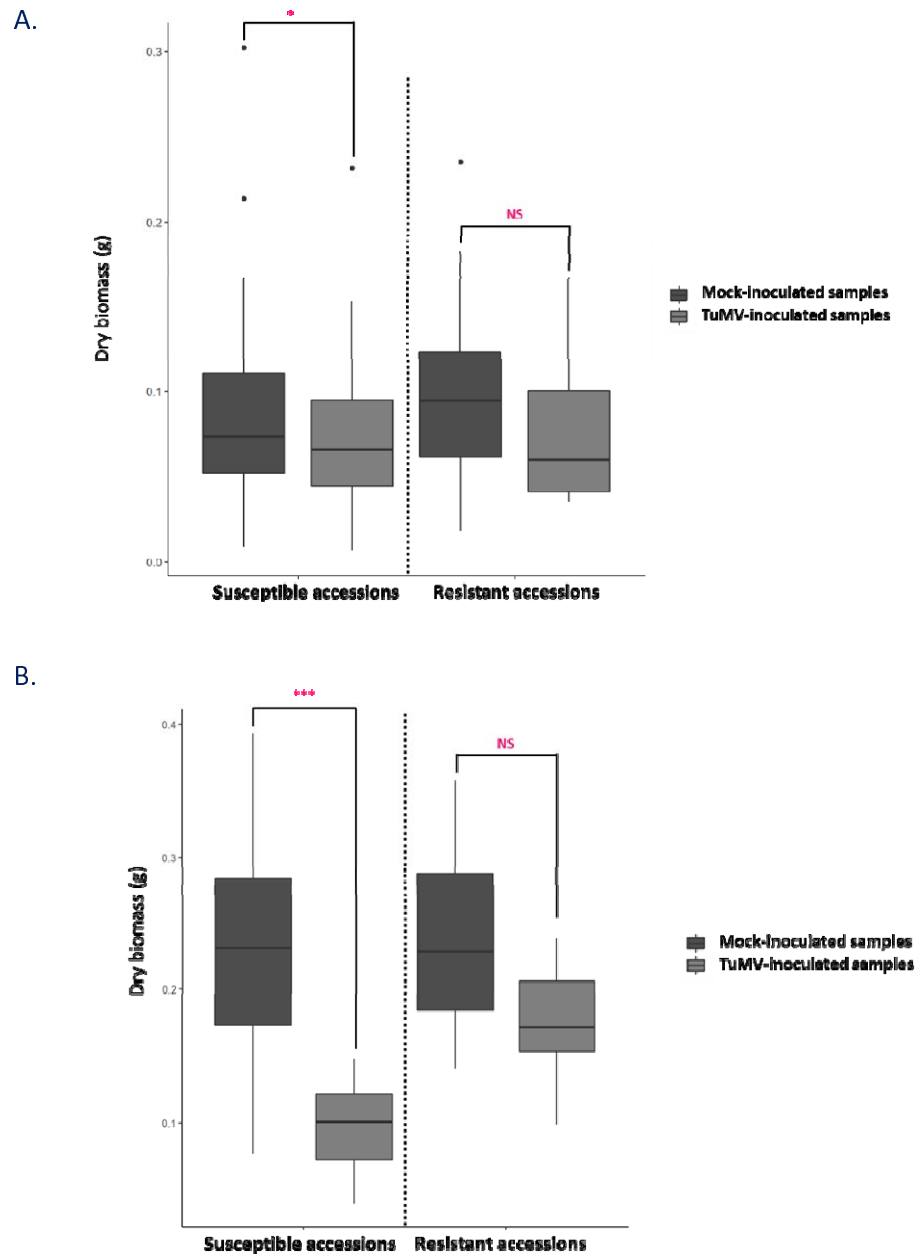 A.
*
0.3
NS
0.2
Dry biomass (g)
Mock-inoculated samples
TuMV-inoculated samples
0.1
0.0
Susceptible accessions
Resistant accessions
B.
***
0.4
NS
0.3
Dry biomass (g)
Mock-inoculated samples
TuMV-inoculated samples
0.2
0.1
Susceptible accessions
Resistant accessions